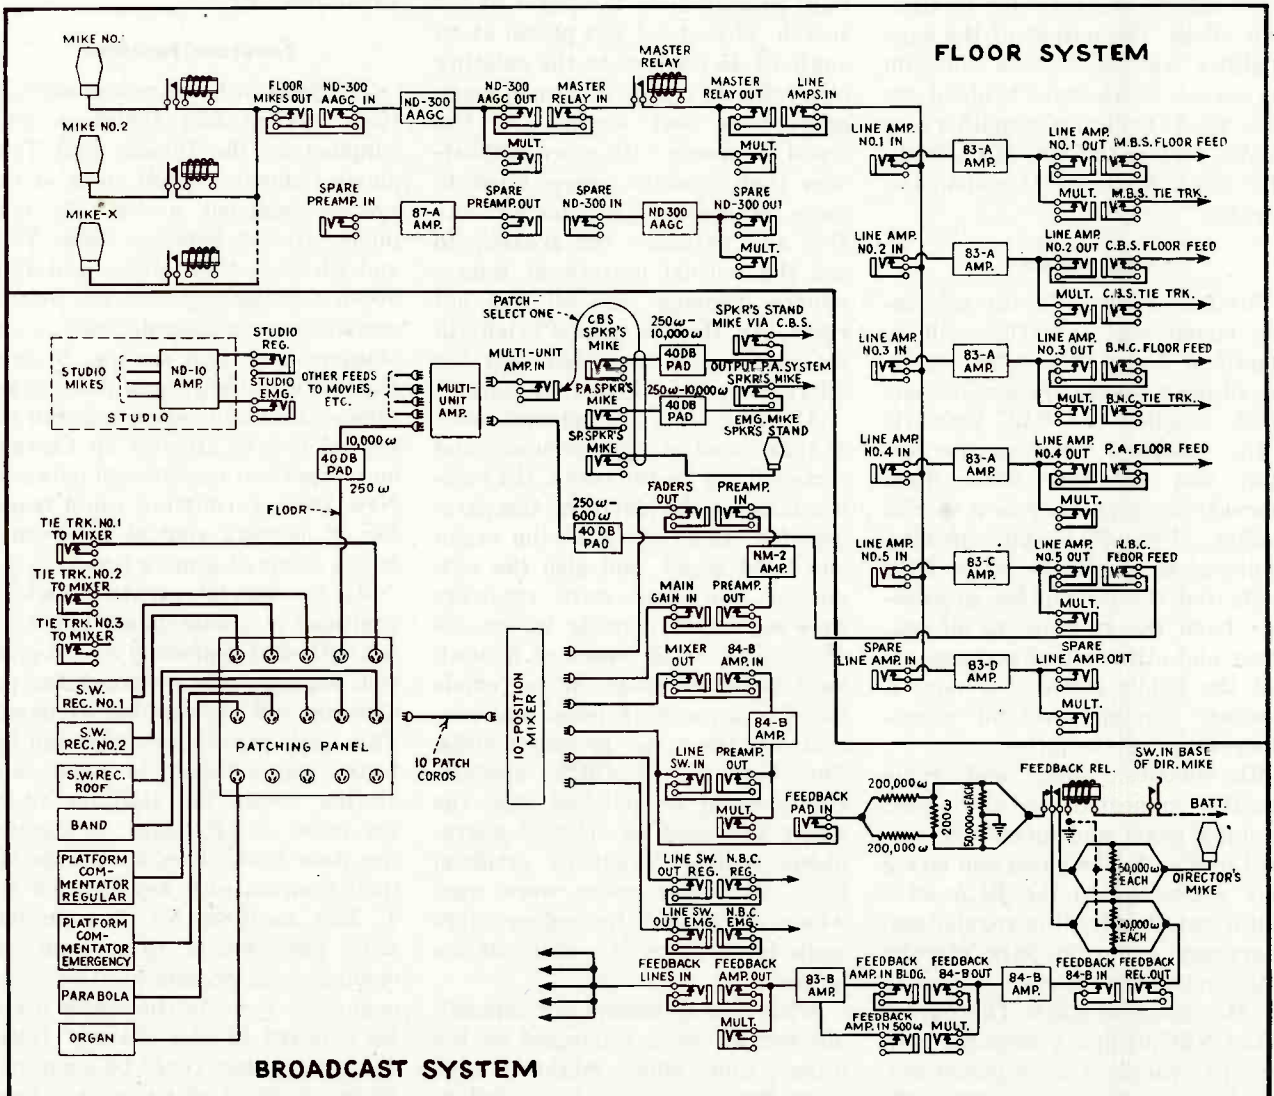 FLOOR SYSTEM
MIKE NO.
MIKE NO.2
MIKE-X
FLOOR
MIKES OUT
ND-300
AAGC IN
ND-300
AAGC
ND-300
AAGC OUT
MULT.
MASTER
RELAY IN
MASTER
RELAY
MASTER
RELAY OUT
MULT.
LINE
AMPS.IN
SPARE
PREAMP. IN
87-A
AMP.
SPARE
PREAMP.OUT
SPARE
ND-300 IN
ND300
AAGC
SPARE
ND-300 OUT
MULT.
LINE AMP.
NO.1 IN
83-A
AMP.
LINE AMP.
NO.1 OUT
M.B.S.FLOOR FEED
MULT.
M.B.S. TIE TRK.
LINE AMP.
NO.2 IN
83-A
AMP.
LINE AMP.
NO.2 OUT
C.B.S. FLOOR FEED
MULT.
C.B.S.TIE TRK.
LINE AMP.
NO.3 IN
83-A
AMP.
LINE AMP.
NO.3 OUT
B.N.C. FLOOR FEED
MULT.
B.N.C. TIE TRK.
LINE AMP.
NO.4 IN
83-A
AMP.
LINE AMP.
NO.4 OUT
P.A.FLOOR FEED
MULT.
LINE AMP.
NO.5 IN
83-C
AMP.
LINE AMP.
NO.5 OUT
N.B.C.
FLOOR FEED
MULT.
SPARE
LINE AMP. IN
83-D
AMP.
SPARE
LINE AMP.OUT
MULT.
STUDIO
MIKES
ND-10
AMP.
STUDIO
STUDIO
REG.
STUDIO
EMG.
OTHER FEEDS
TO MOVIES,
ETC.
MULTI-
UNIT
AMP.
MULTI-UNIT
AMP.IN
PATCH-
SELECT ONE
C.B.S
SPKR'S
MIKE
P.A.SPKR'S
MIKE
SP.SPKR'S
MIKE
250ω-
10,000ω
40DB
PAD
250ω-10,000ω
40DB
PAD
SPKR'S STAND
MIKE VIA C.B.S.
OUTPUT P.A.SYSTEM
SPKR'S MIKE
EMG.MIKE
SPKR'S STAND
10,000ω
40DB
PAD
250ω
FLOOR
250ω-
600ω
40DB
PAD
FADERS
OUT
PREAMP.
IN
NM-2
AMP.
MAIN
GAIN IN
PREAMP.
OUT
MIXER
OUT
84-B
AMP.IN
84-B
AMP.
LINE
SW.IN
PREAMP.
OUT
MULT.
TIE TRK. NO.1
TO MIXER
TIE TRK. NO.2
TO MIXER
TIE TRK. NO.3
TO MIXER
S.W.
REC. NO.1
S.W.
REC. NO.2
S.W.REC.
ROOF
BAND
PLATFORM
COM-
MENTATOR
REGULAR
PLATFORM
COM-
MENTATOR
EMERGENCY
PARABOLA
ORGAN
PATCHING PANEL
10 PATCH
CORDS
10-POSITION
MIXER
FEEDBACK
PAD IN
200,000ω
200,000ω
200ω
50,000ω EACH
FEEDBACK REL.
SW.IN BASE
OF DIR. MIKE
BATT.
DIRECTOR'S
MIKE
50,000ω
EACH
50,000ω
EACH
LINE SW.
OUT REG.
N.B.C.
REG.
LINE SW.
OUT EMG.
N.B.C.
EMG.
FEEDBACK
LINES IN
FEEDBACK
AMP.OUT
MULT.
83-B
AMP.
FEEDBACK
AMP.IN BLDG.
FEEDBACK
84-B OUT
FEEDBACK
AMP.IN 500ω
MULT.
84-B
AMP.
FEEDBACK
84-B IN
FEEDBACK
REL.OUT
BROADCAST SYSTEM